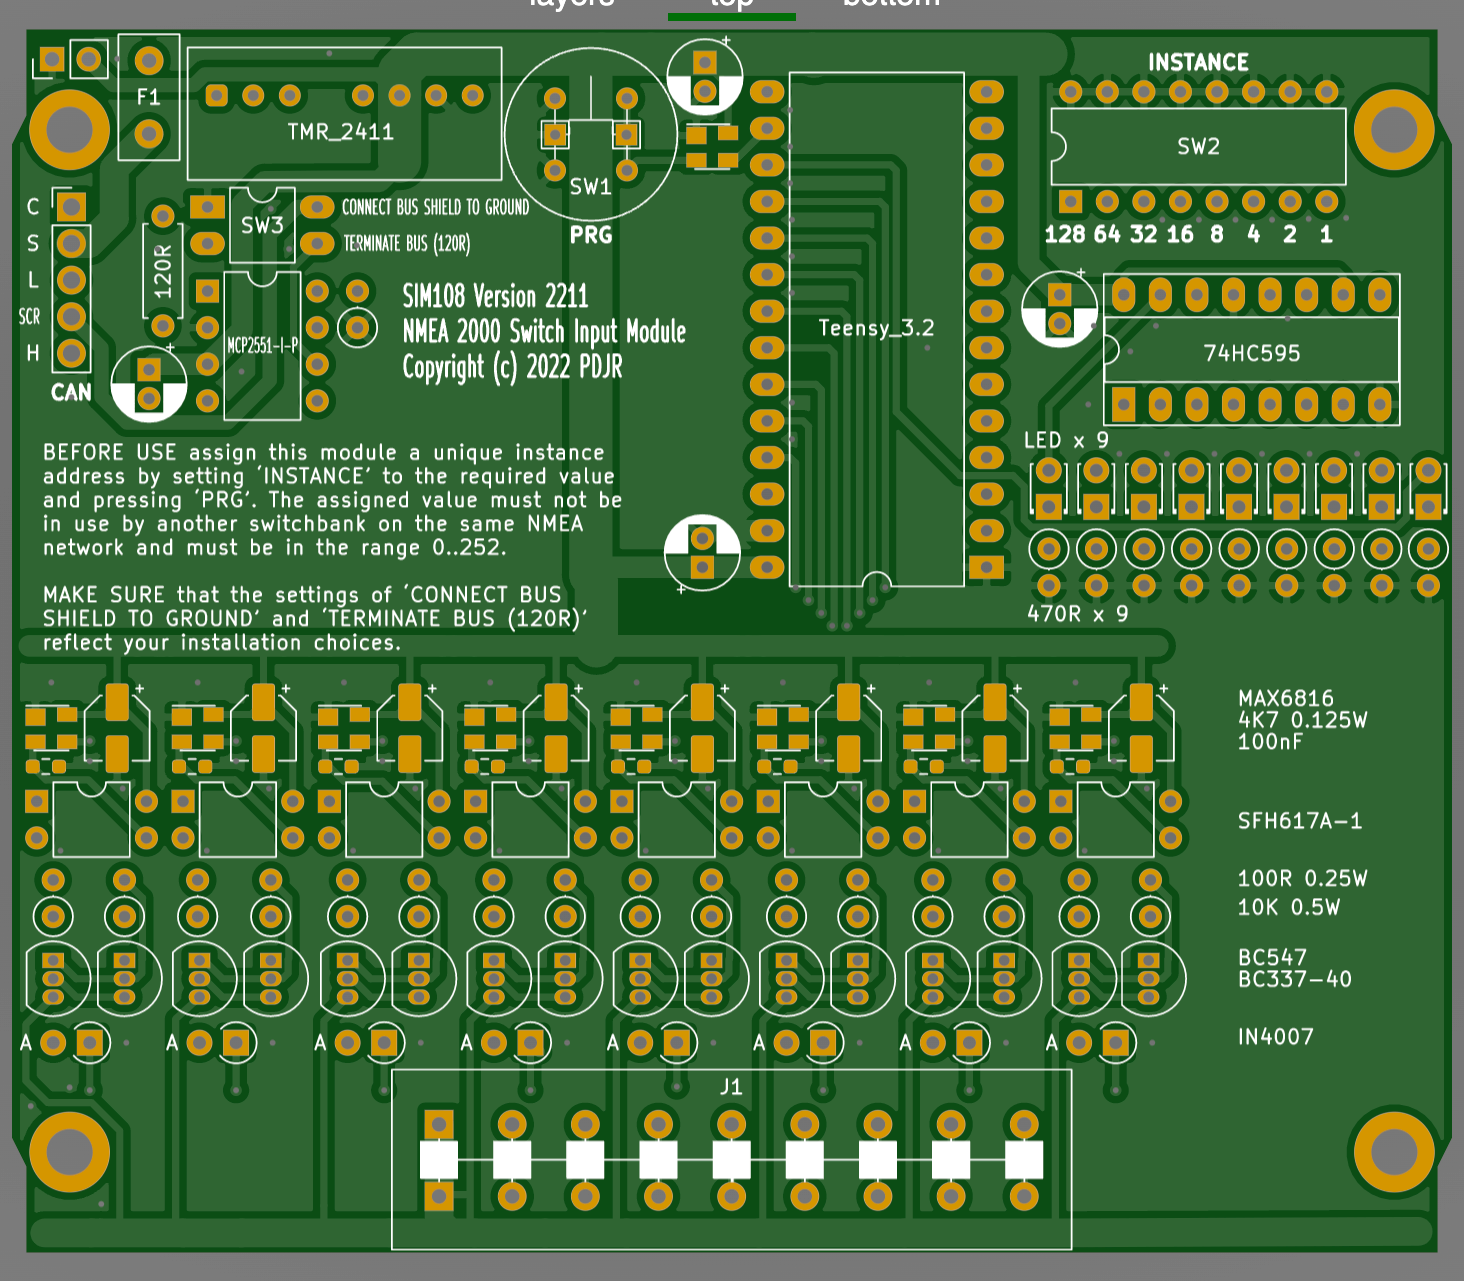 layers top bottom
F1
TMR_2411
INSTANCE
SW2
SW1
PRG
128 64 32 16 8 4 2 1
C
S
L
SCR
H
CAN
120R
SW3
CONNECT BUS SHIELD TO GROUND
TERMINATE BUS (120R)
MCP2551-I-P
SIM108 Version 2211
NMEA 2000 Switch Input Module
Copyright (c) 2022 PDJR
Teensy_3.2
74HC595
LED x 9
470R x 9
BEFORE USE assign this module a unique instance
address by setting ‘INSTANCE’ to the required value
and pressing ‘PRG’. The assigned value must not be
in use by another switchbank on the same NMEA
network and must be in the range 0..252.
MAKE SURE that the settings of ‘CONNECT BUS
SHIELD TO GROUND’ and ‘TERMINATE BUS (120R)’
reflect your installation choices.
+ + + + + + + +
MAX6816
4K7 0.125W
100nF
SFH617A-1
100R 0.25W
10K 0.5W
BC547
BC337-40
A A A A A A A A
IN4007
J1